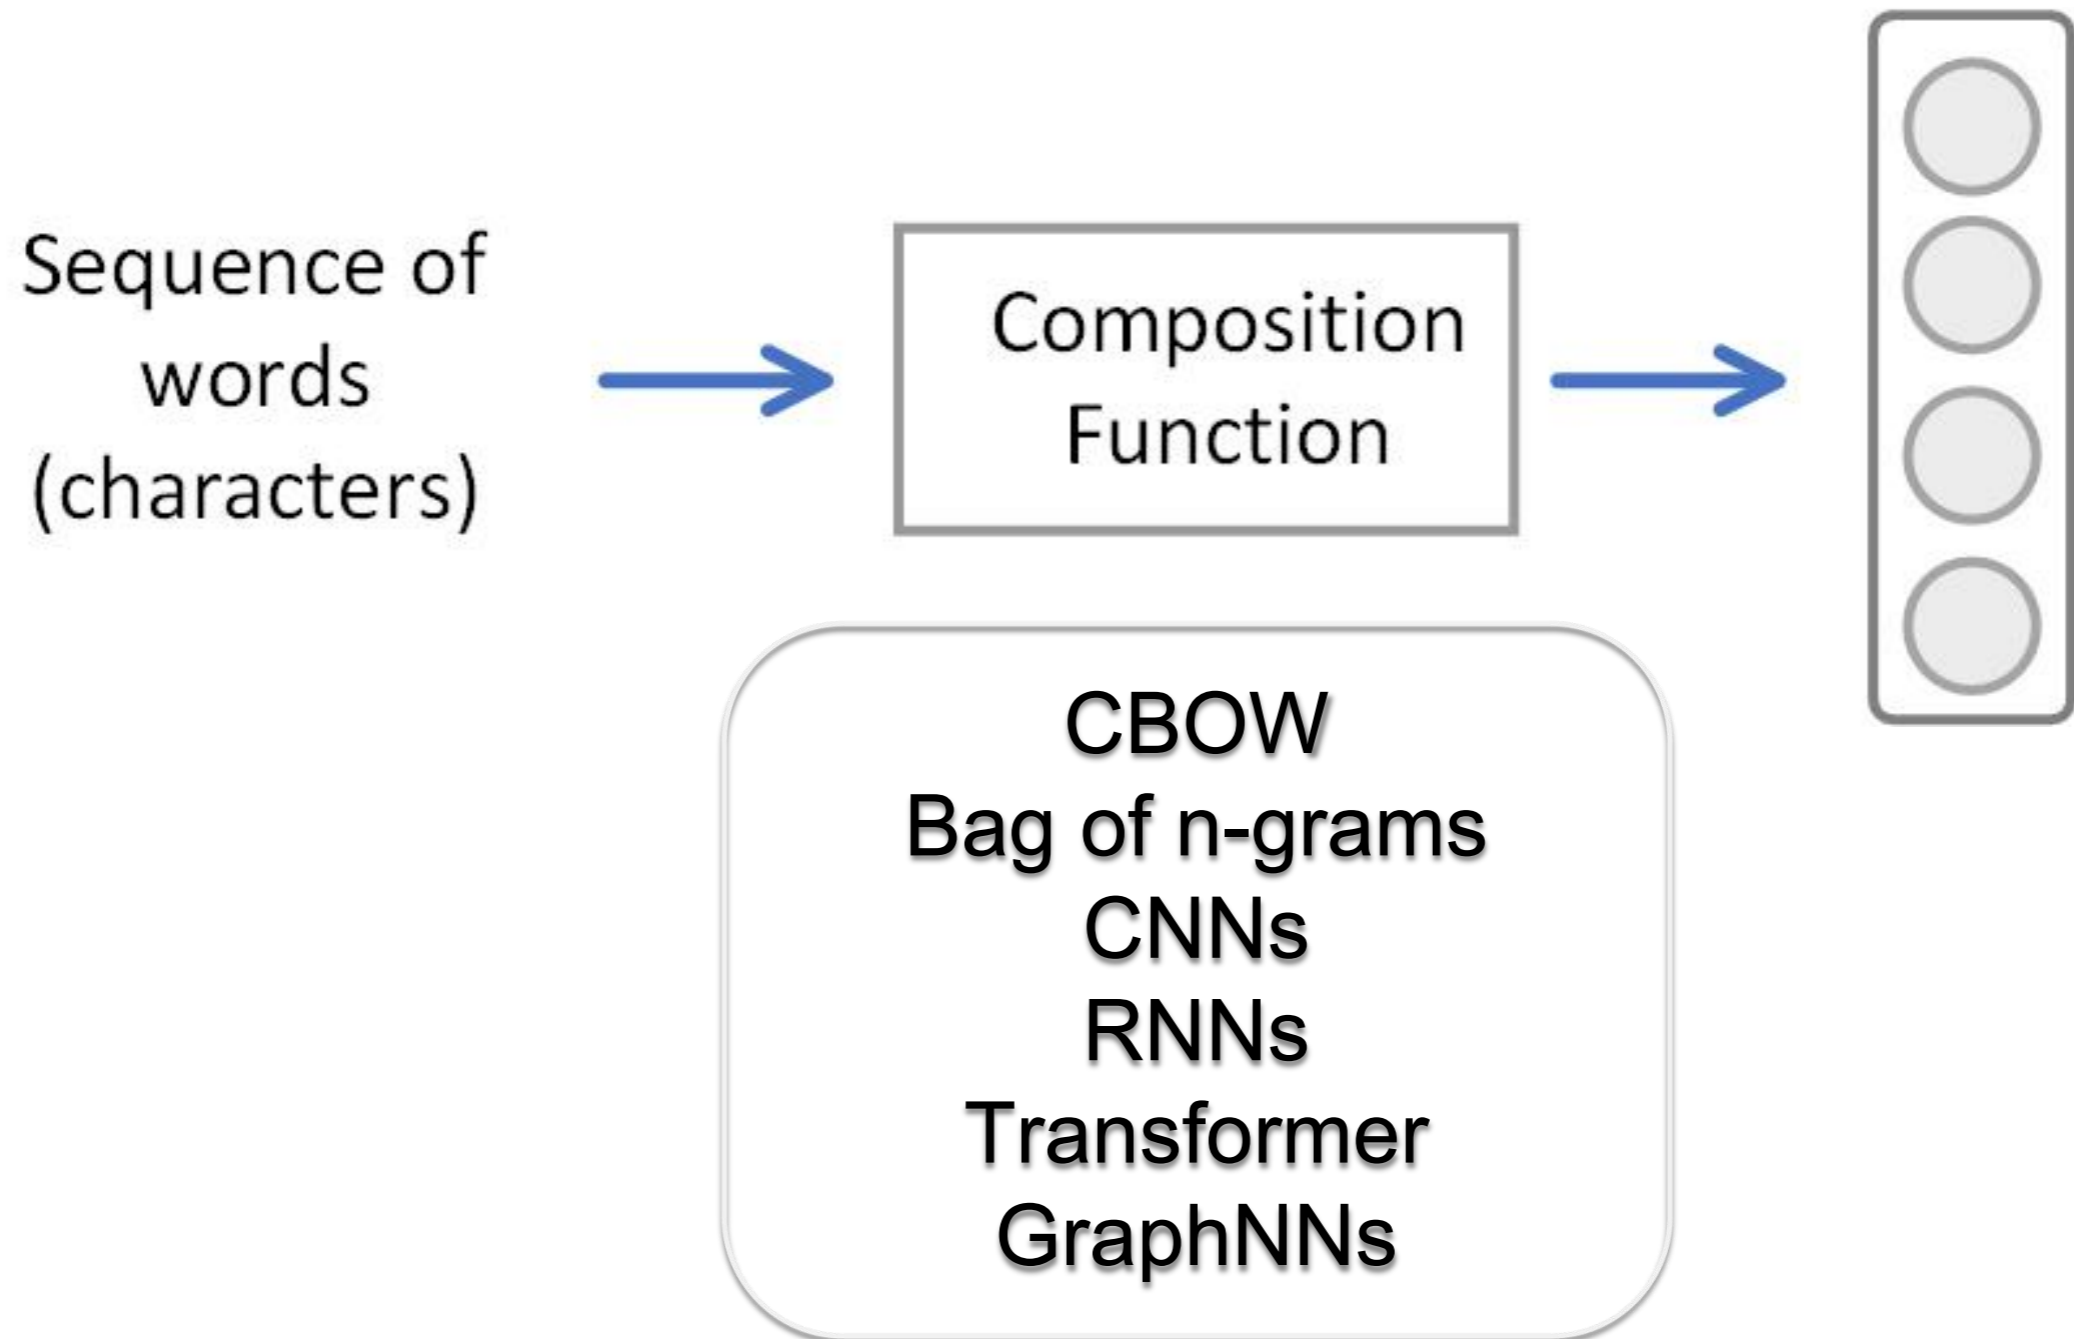 Sequence of
words
(characters)
Composition
Function
CBOW
Bag of n-grams
CNNs
RNNs
Transformer
GraphNNs